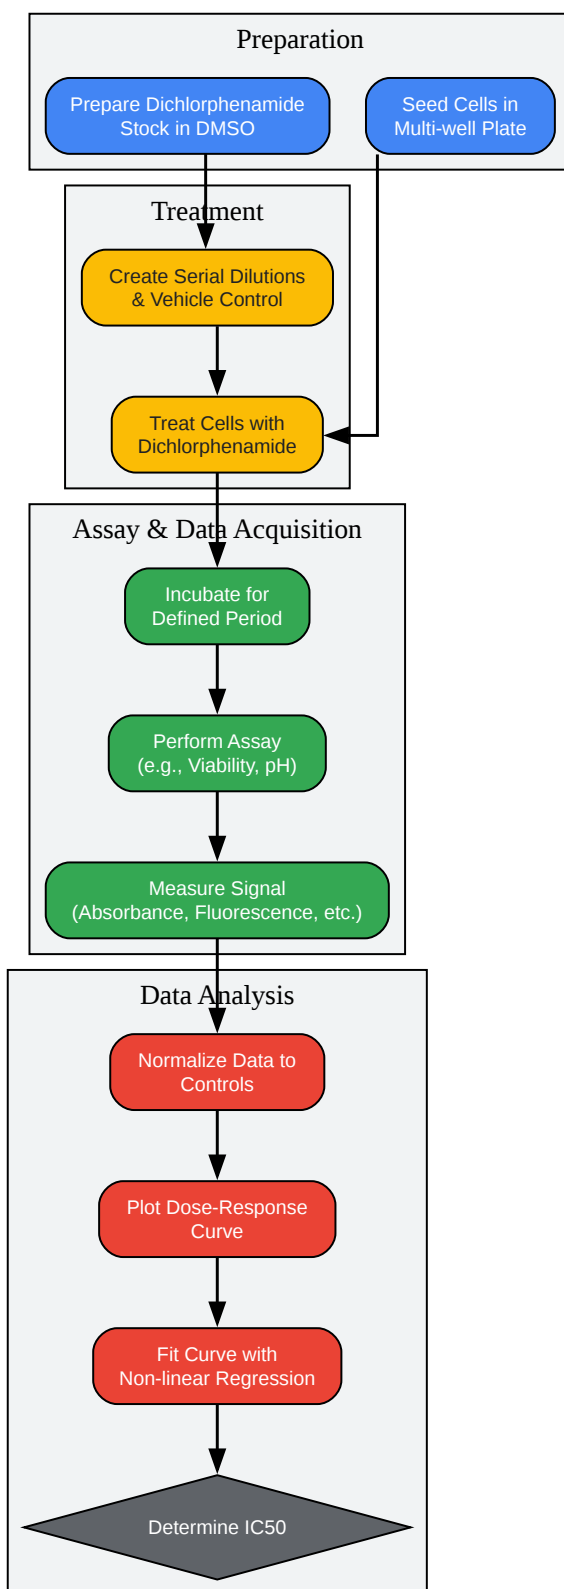 Preparation
Prepare Dichlorphenamide
Stock in DMSO
Seed Cells in
Multi-well Plate
Treatment
Create Serial Dilutions
& Vehicle Control
Treat Cells with
Dichlorphenamide
Assay & Data Acquisition
Incubate for
Defined Period
Perform Assay
(e.g., Viability, pH)
Measure Signal
(Absorbance, Fluorescence, etc.)
Data Analysis
Normalize Data to
Controls
Plot Dose-Response
Curve
Fit Curve with
Non-linear Regression
Determine IC50